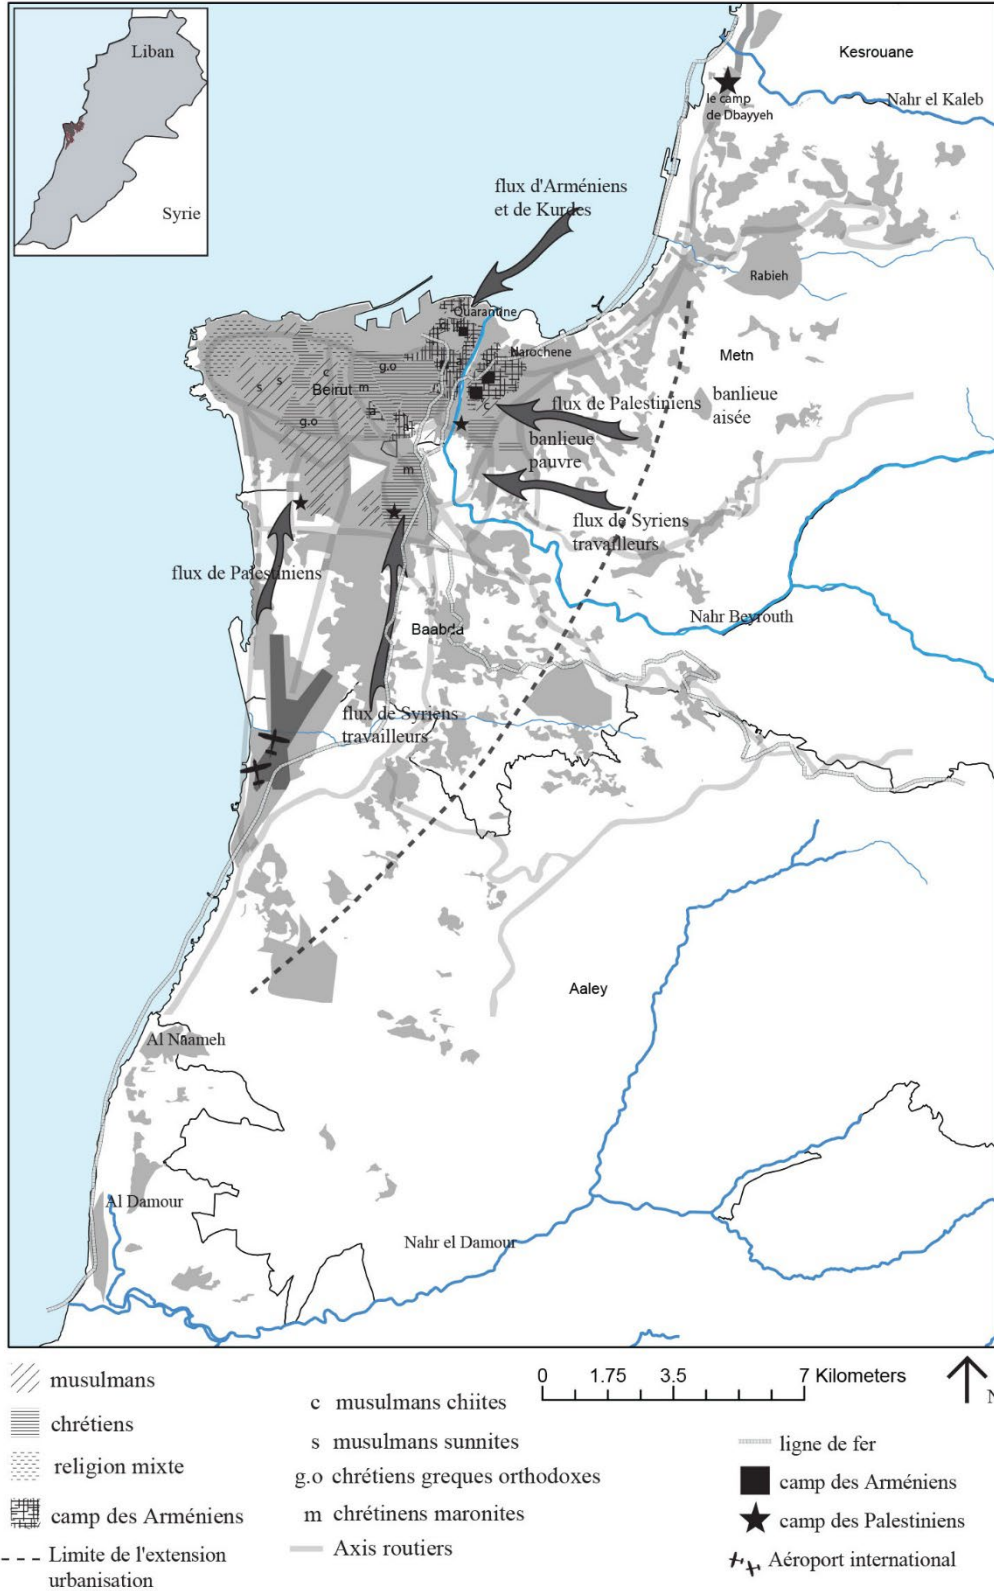 Liban
Syrie
Kesrouane
Nahr el Kaleb
le camp
de Dbayyeh
flux d'Arméniens
et de Kurdes
Rabieh
Quarantine
Narochene
Metn
g.o
c
s
s
Beirut
m
a
g.o
c
m
flux de Palestiniens
banlieue
aisée
banlieue
pauvre
flux de Syriens
travailleurs
flux de Palestiniens
Nahr Beyrouth
Baabda
flux de Syriens
travailleurs
Aaley
Al Naameh
Al Damour
Nahr el Damour
musulmans
chrétiens
religion mixte
camp des Arméniens
Limite de l'extension
urbanisation
c musulmans chiites
s musulmans sunnites
g.o chrétiens greques orthodoxes
m chrétinens maronites
Axis routiers
0 1.75 3.5 7 Kilometers
N
ligne de fer
camp des Arméniens
camp des Palestiniens
Aéroport international